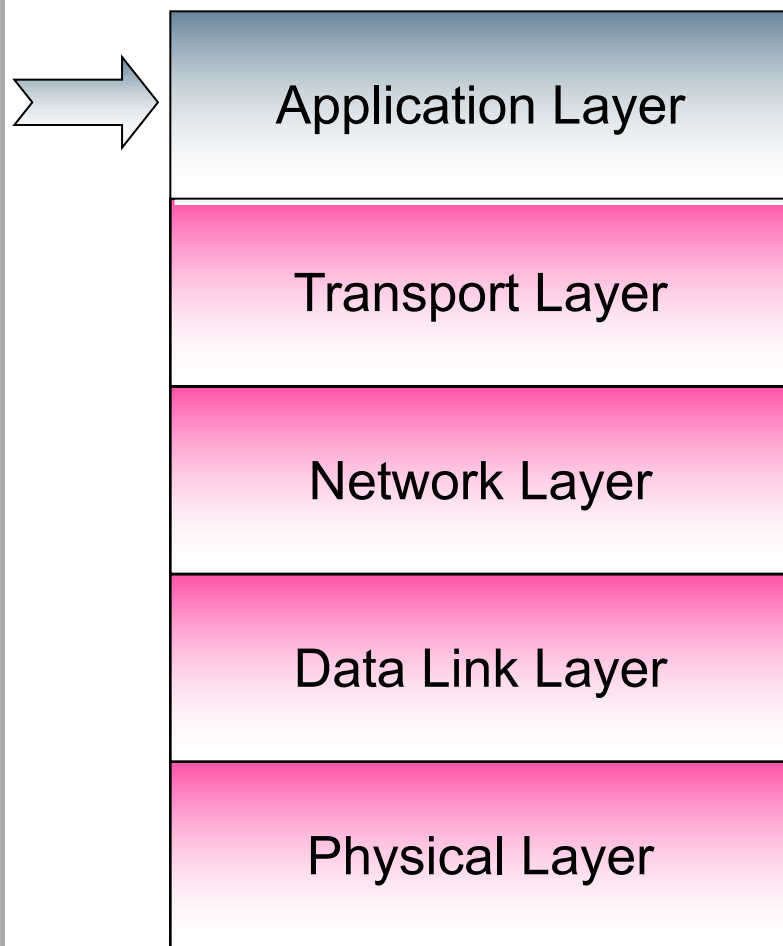 Application Layer
Transport Layer
Network Layer
Data Link Layer
Physical Layer